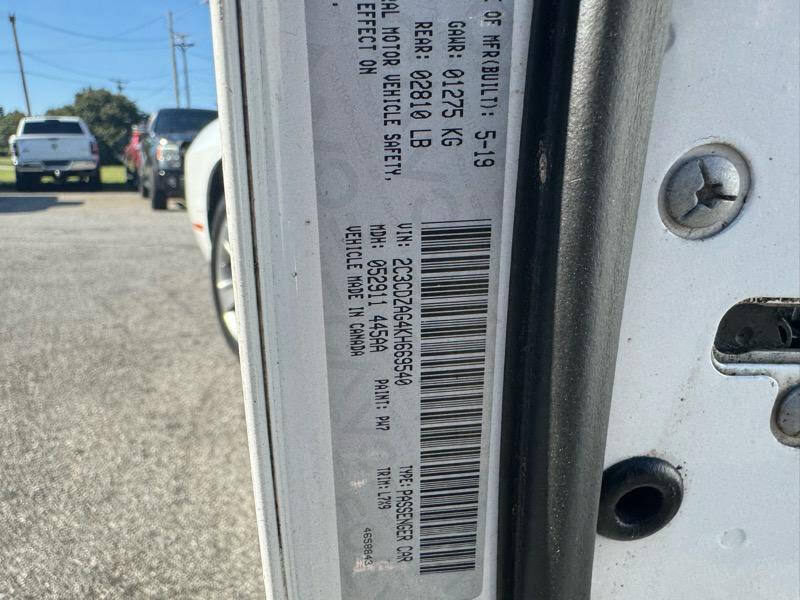 E OF MFR(BUILT): 5-19
GAWR: 01275 KG
REAR: 02810 LB
AL MOTOR VEHICLE SAFETY,
EFFECT ON
VIN: 2C3CDZAG4KH669540
TYPE: PASSENGER CAR
MDH: 052911 445AA
PAINT: PW7
TRIM: L7X9
VEHICLE MADE IN CANADA
4658843